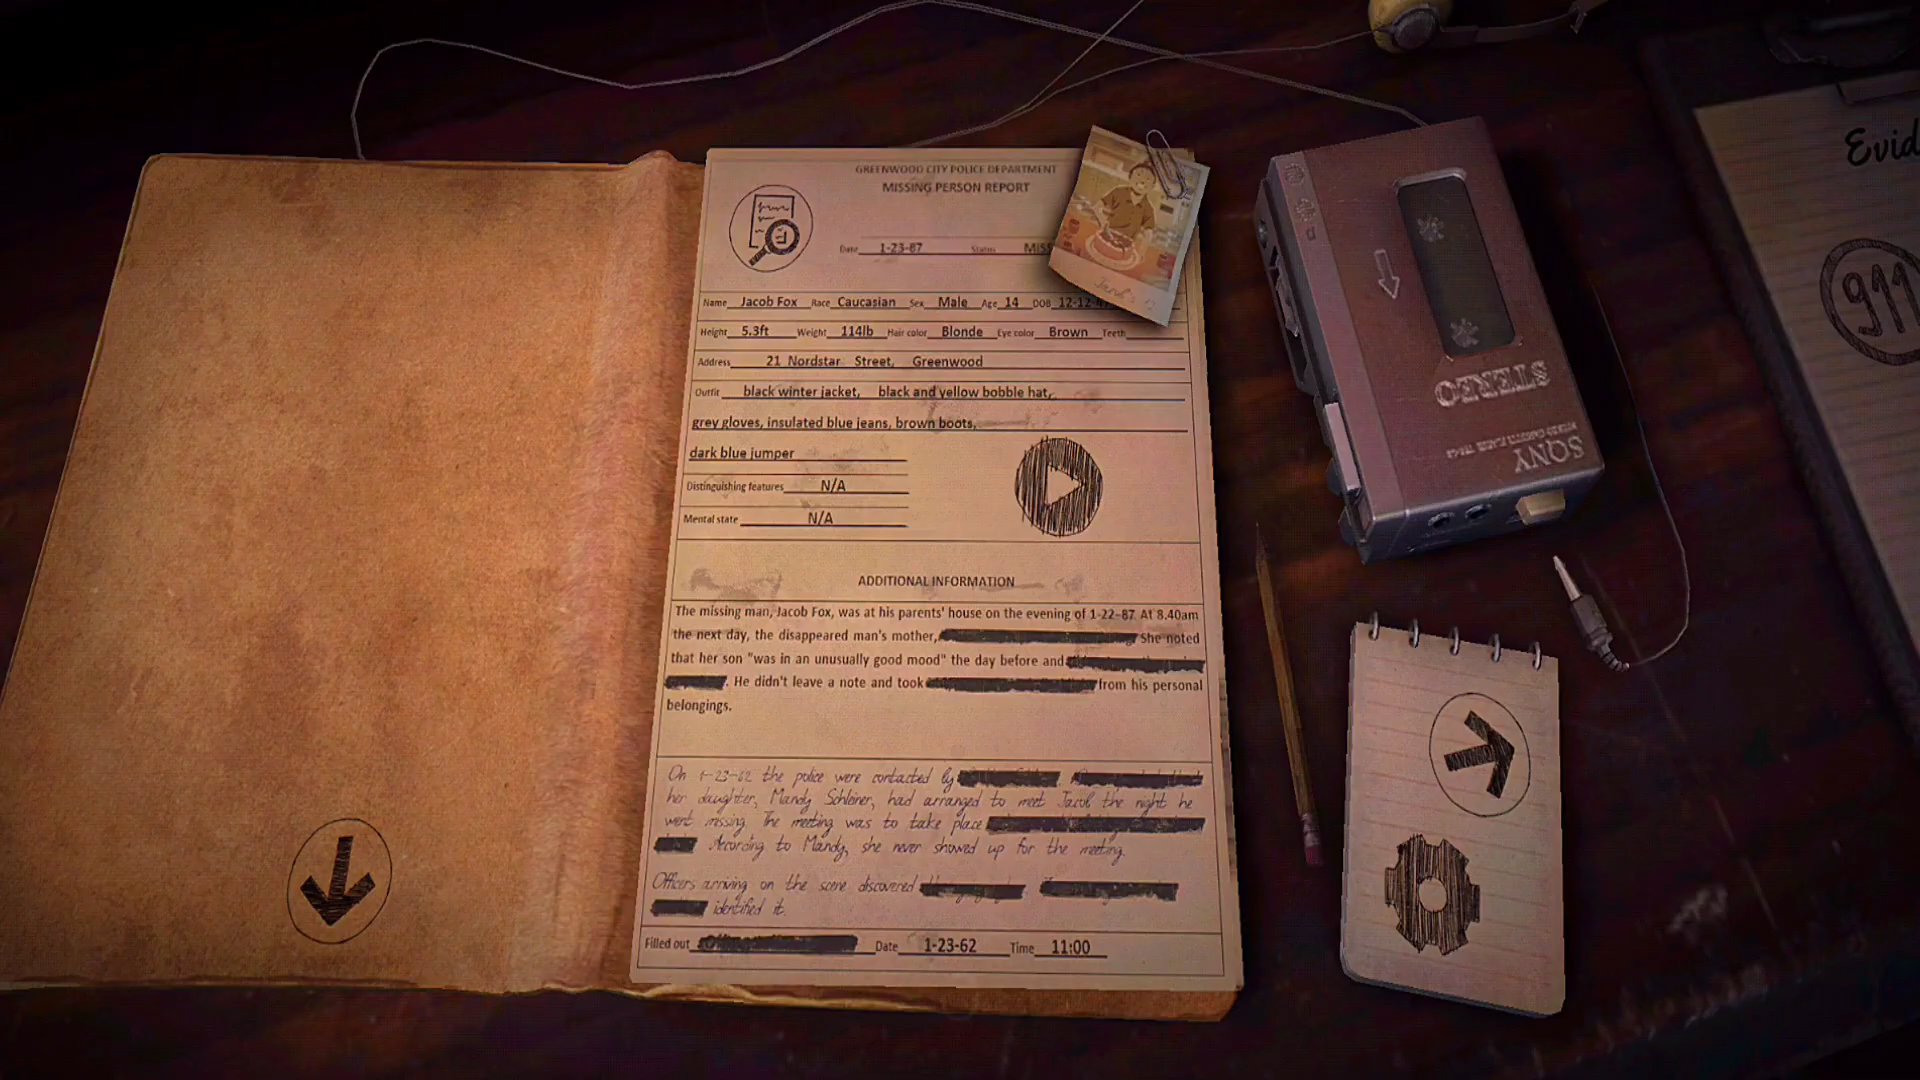 GREENWOOD CITY POLICE DEPARTMENT
MISSING PERSON REPORT
Date 1-23-87 Status MISS
Name Jacob Fox Race Caucasian Sex Male Age 14 DOB 12-12-
Height 5.3ft Weight 114lb Hair color Blonde Eye color Brown Teeth
Address 21 Nordstar Street, Greenwood
Outfit black winter jacket, black and yellow bobble hat,
grey gloves, insulated blue jeans, brown boots,
dark blue jumper
Distinguishing features N/A
Mental state N/A
ADDITIONAL INFORMATION
The missing man, Jacob Fox, was at his parents' house on the evening of 1-22-87. At 8.40am
the next day, the disappeared man's mother, She noted
that her son "was in an unusually good mood" the day before and
. He didn't leave a note and took from his personal
belongings.
On 1-23-62 the police were contacted by
her daughter, Mandy Schleiner, had arranged to meet Jacob the night he
went missing. The meeting was to take place
According to Mandy, she never showed up for the meeting.
Officers arriving on the scene discovered
identified it.
Filled out Date 1-23-62 Time 11:00
Jacob's
STEREO
SONY
Evid
911